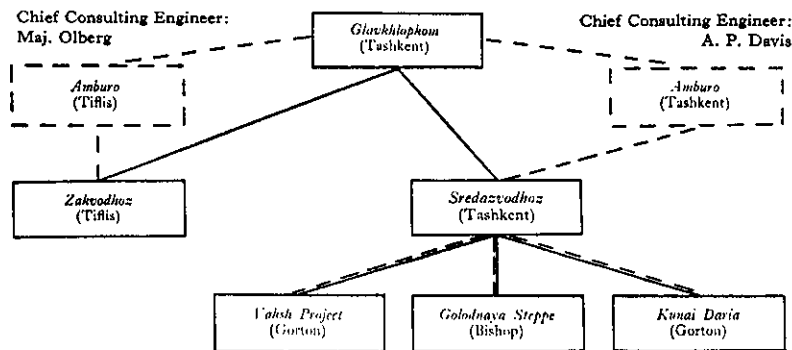 Chief Consulting Engineer:
Maj. Olberg
Glavkhlopkom
(Tashkent)
Chief Consulting Engineer:
A. P. Davis
Amburo
(Tiflis)
Amburo
(Tashkent)
Zakvodhoz
(Tiflis)
Sredazvodhoz
(Tashkent)
Vahsh Project
(Gorton)
Golodnaya Steppe
(Bishop)
Kunai Daria
(Gorton)